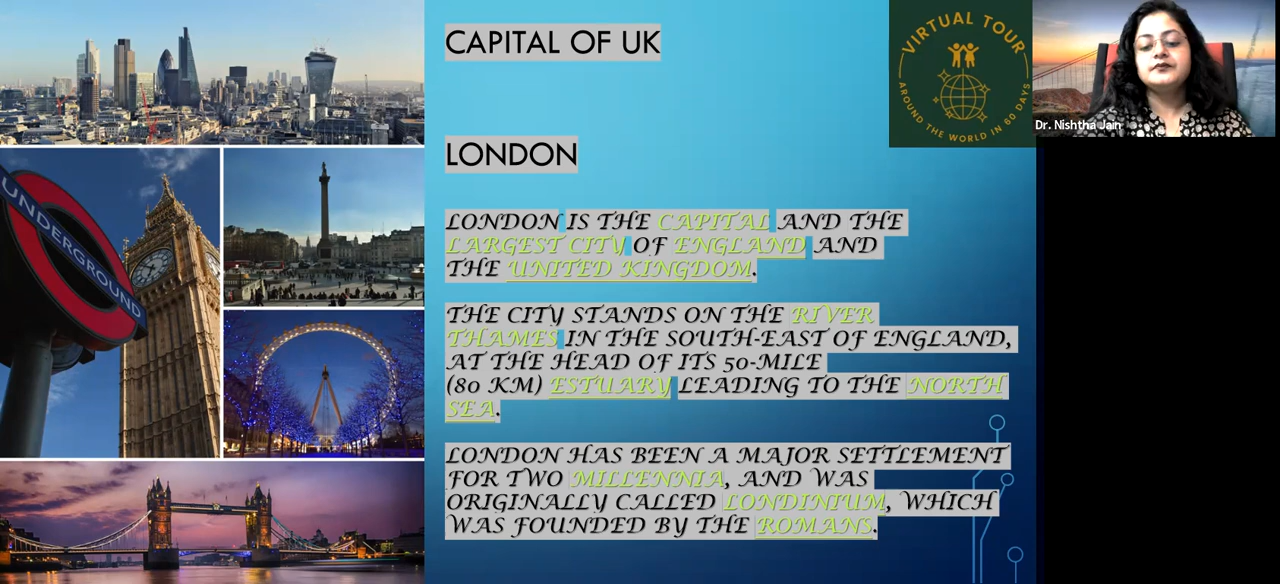 CAPITAL OF UK
LONDON
LONDON IS THE CAPITAL AND THE
LARGEST CITY OF ENGLAND AND
THE UNITED KINGDOM.
THE CITY STANDS ON THE RIVER
THAMES IN THE SOUTH-EAST OF ENGLAND,
AT THE HEAD OF ITS 50-MILE
(80 KM) ESTUARY LEADING TO THE NORTH
SEA.
LONDON HAS BEEN A MAJOR SETTLEMENT
FOR TWO MILLENNIA, AND WAS
ORIGINALLY CALLED LONDINIUM, WHICH
WAS FOUNDED BY THE ROMANS.
UNDERGROUND
VIRTUAL TOUR
AROUND THE WORLD IN 60 DAYS
Dr. Nishtha Jain